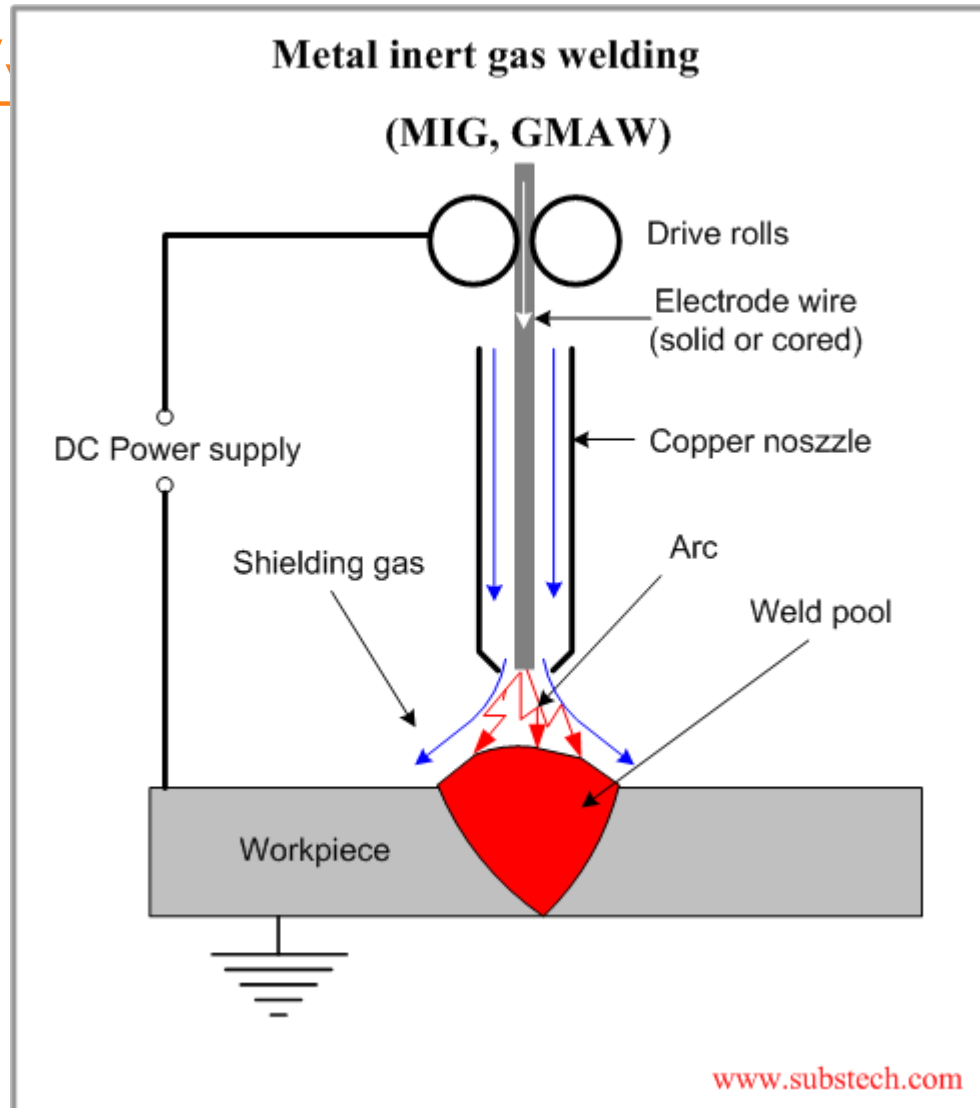 Metal inert gas welding
(MIG, GMAW)
Drive rolls
Electrode wire
(solid or cored)
DC Power supply
Copper noszzle
Shielding gas
Arc
Weld pool
Workpiece
www.substech.com